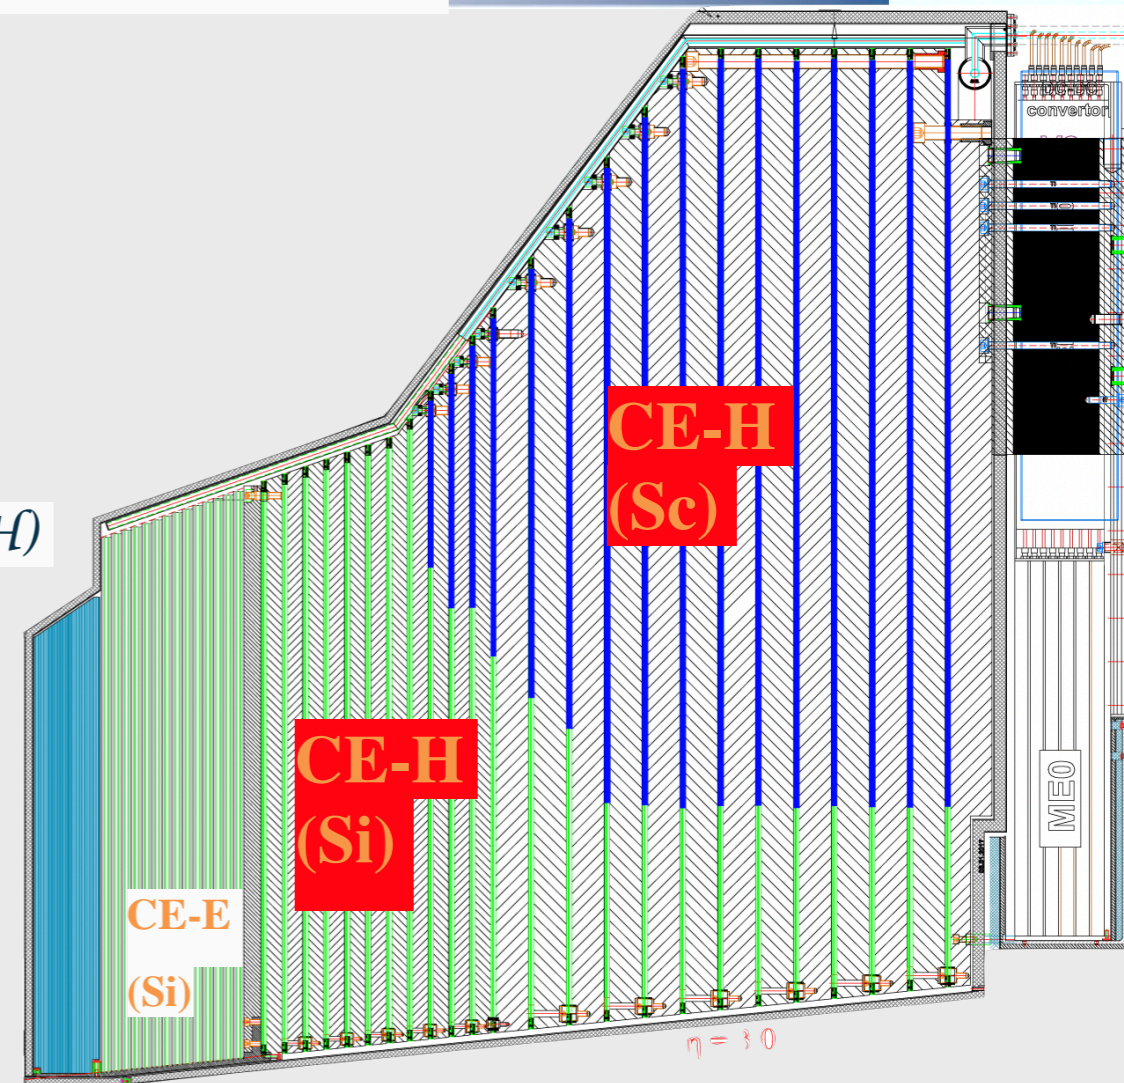 DC-DC
convertor
H)
CE-H
(Sc)
CE-H
(Si)
CE-E
(Si)
ME0
η = 3 0